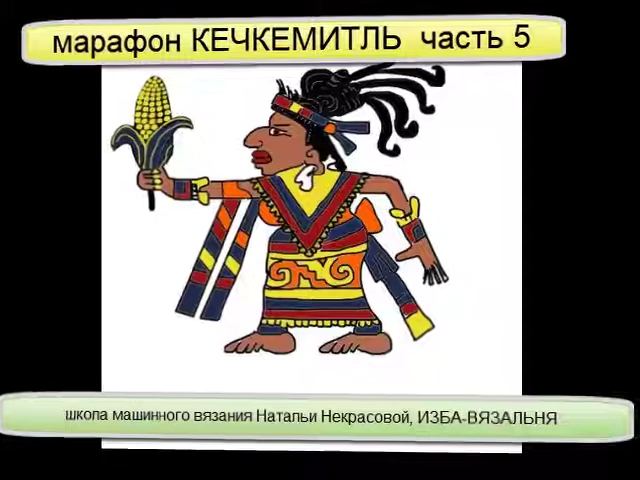 марафон КЕЧКЕМИТЛЬ часть 5
школа машинного вязания Натальи Некрасовой, ИЗБА-ВЯЗАЛЬНЯ